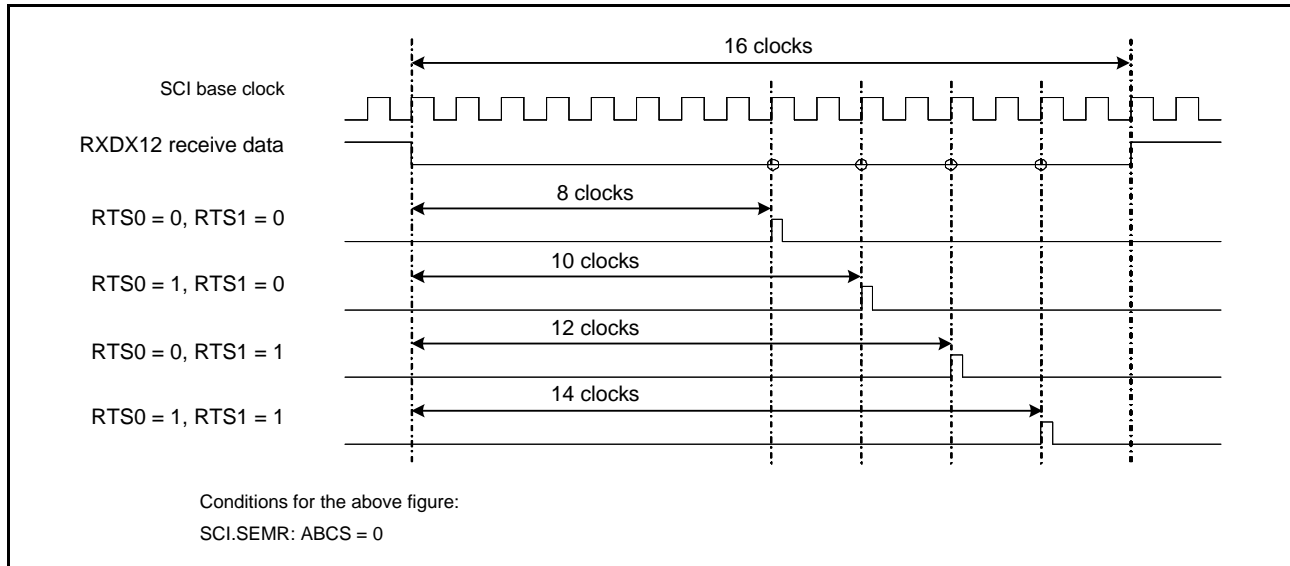 16 clocks
SCI base clock
RXDX12 receive data
8 clocks
RTS0 = 0, RTS1 = 0
10 clocks
RTS0 = 1, RTS1 = 0
12 clocks
RTS0 = 0, RTS1 = 1
14 clocks
RTS0 = 1, RTS1 = 1
Conditions for the above figure:
SCI.SEMR: ABCS = 0